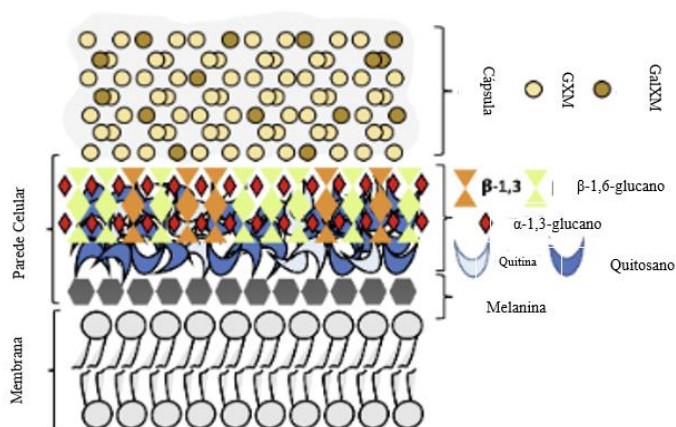 Cápsula
GXM
GalXM
Parede Celular
β-1,3
β-1,6-glucano
α-1,3-glucano
Quitina
Quitosano
Melanina
Membrana